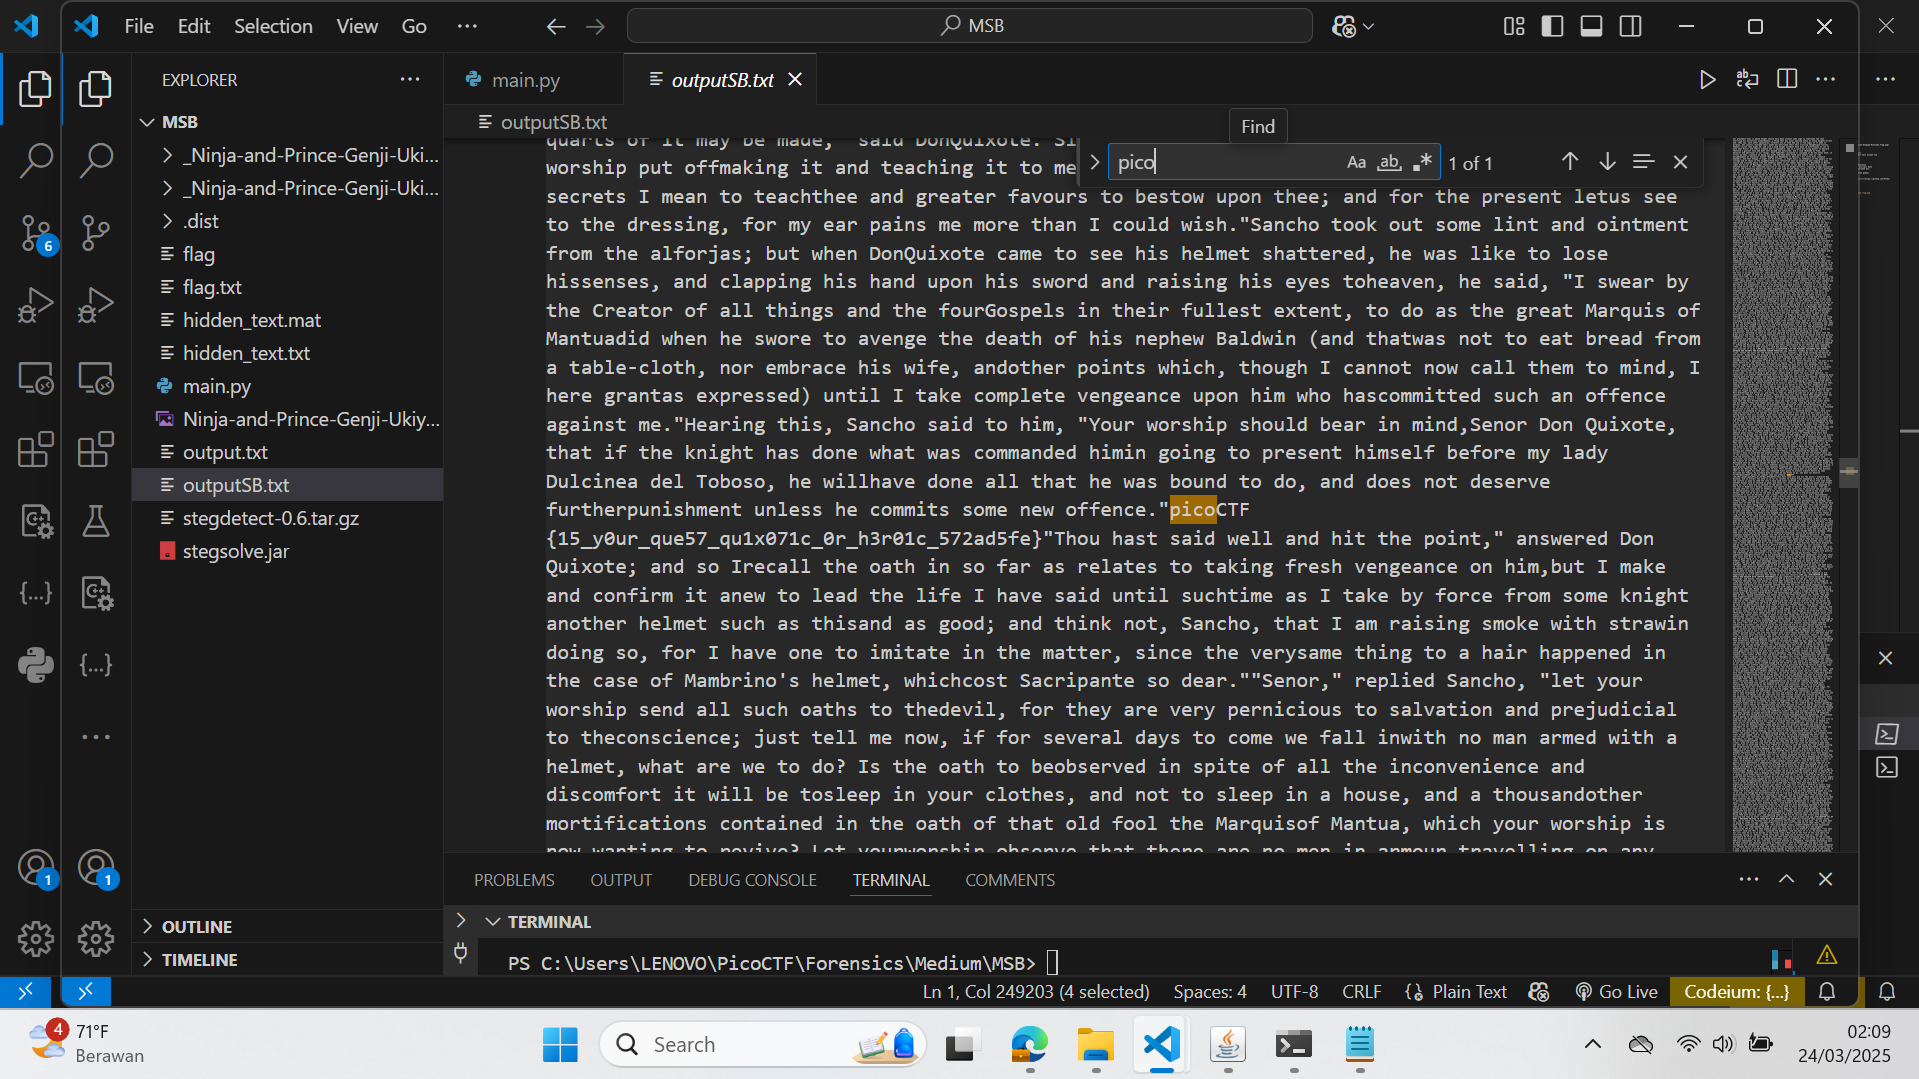 File Edit Selection View Go ··· MSB
EXPLORER
MSB
_Ninja-and-Prince-Genji-Uki...
_Ninja-and-Prince-Genji-Uki...
.dist
flag
flag.txt
hidden_text.mat
hidden_text.txt
main.py
Ninja-and-Prince-Genji-Ukiy...
output.txt
outputSB.txt
stegdetect-0.6.tar.gz
stegsolve.jar
OUTLINE
TIMELINE
6
1
1
main.py outputSB.txt
outputSB.txt
Find
pico Aa ab 1 of 1
quarts of it may be made," said DonQuixote.
worship put offmaking it and teaching it to me
secrets I mean to teachthee and greater favours to bestow upon thee; and for the present letus see
to the dressing, for my ear pains me more than I could wish."Sancho took out some lint and ointment
from the alforjas; but when DonQuixote came to see his helmet shattered, he was like to lose
hissenses, and clapping his hand upon his sword and raising his eyes toheaven, he said, "I swear by
the Creator of all things and the fourGospels in their fullest extent, to do as the great Marquis of
Mantuadid when he swore to avenge the death of his nephew Baldwin (and thatwas not to eat bread from
a table-cloth, nor embrace his wife, andother points which, though I cannot now call them to mind, I
here grantas expressed) until I take complete vengeance upon him who hascommitted such an offence
against me."Hearing this, Sancho said to him, "Your worship should bear in mind,Senor Don Quixote,
that if the knight has done what was commanded himin going to present himself before my lady
Dulcinea del Toboso, he willhave done all that he was bound to do, and does not deserve
furtherpunishment unless he commits some new offence."picoCTF
{15_y0ur_que57_qu1x071c_0r_h3r01c_572ad5fe}"Thou hast said well and hit the point," answered Don
Quixote; and so Irecall the oath in so far as relates to taking fresh vengeance on him,but I make
and confirm it anew to lead the life I have said until suchtime as I take by force from some knight
another helmet such as thisand as good; and think not, Sancho, that I am raising smoke with strawin
doing so, for I have one to imitate in the matter, since the verysame thing to a hair happened in
the case of Mambrino's helmet, whichcost Sacripante so dear.""Senor," replied Sancho, "let your
worship send all such oaths to thedevil, for they are very pernicious to salvation and prejudicial
to theconscience; just tell me now, if for several days to come we fall inwith no man armed with a
helmet, what are we to do? Is the oath to beobserved in spite of all the inconvenience and
discomfort it will be tosleep in your clothes, and not to sleep in a house, and a thousandother
mortifications contained in the oath of that old fool the Marquisof Mantua, which your worship is
now wanting to revive? Let yourworship observe that there are no men in armour travelling on any
PROBLEMS OUTPUT DEBUG CONSOLE TERMINAL COMMENTS
TERMINAL
PS C:\Users\LENOVO\PicoCTF\Forensics\Medium\MSB>
Ln 1, Col 249203 (4 selected) Spaces: 4 UTF-8 CRLF {} Plain Text Go Live Codeium: {...}
4
71°F
Berawan
Search
02:09
24/03/2025